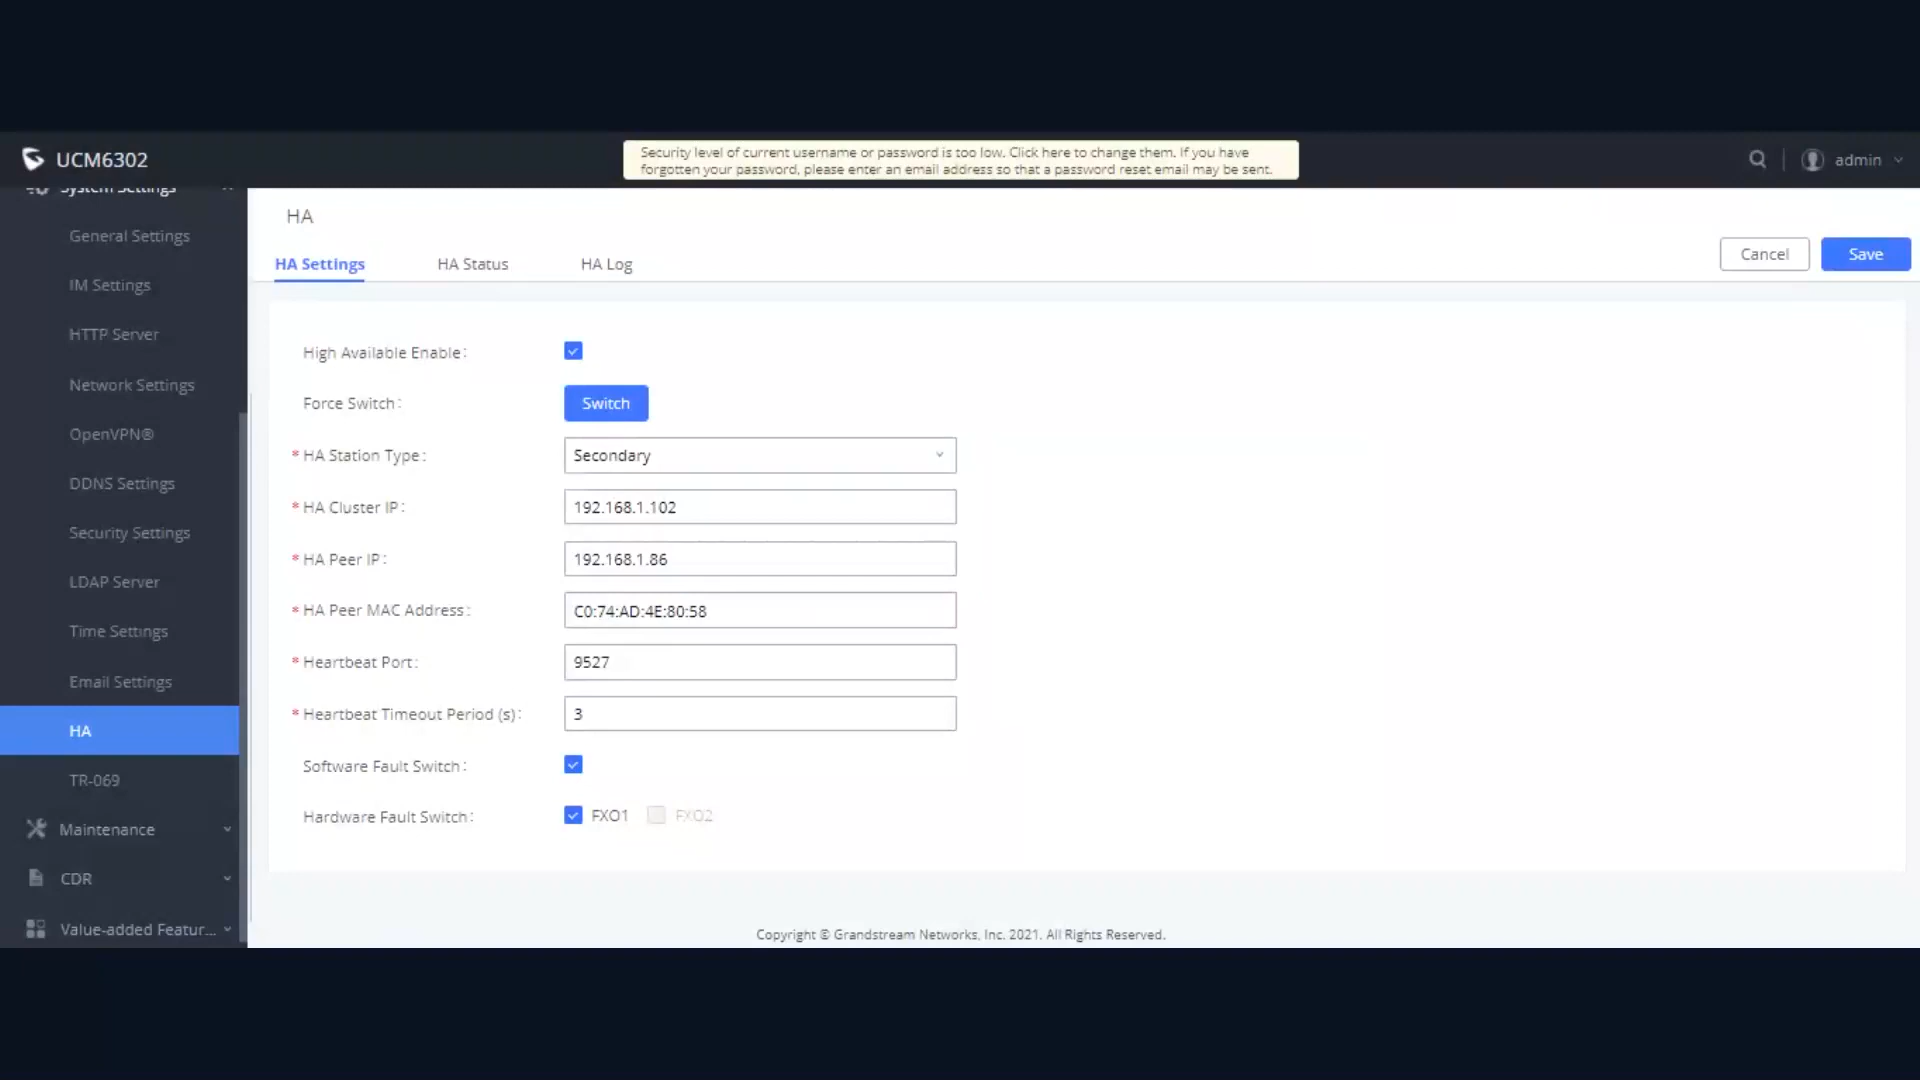 UCM6302
Security level of current username or password is too low. Click here to change them. If you have
forgotten your password, please enter an email address so that a password reset email may be sent.
admin
System Settings
General Settings
IM Settings
HTTP Server
Network Settings
OpenVPN®
DDNS Settings
Security Settings
LDAP Server
Time Settings
Email Settings
HA
TR-069
Maintenance
CDR
Value-added Featur...
HA
HA Settings
HA Status
HA Log
Cancel
Save
High Available Enable:
Force Switch:
Switch
* HA Station Type:
Secondary
* HA Cluster IP:
192.168.1.102
* HA Peer IP:
192.168.1.86
* HA Peer MAC Address:
C0:74:AD:4E:80:58
* Heartbeat Port:
9527
* Heartbeat Timeout Period (s):
3
Software Fault Switch:
Hardware Fault Switch:
FXO1
FXO2
Copyright © Grandstream Networks, Inc. 2021. All Rights Reserved.